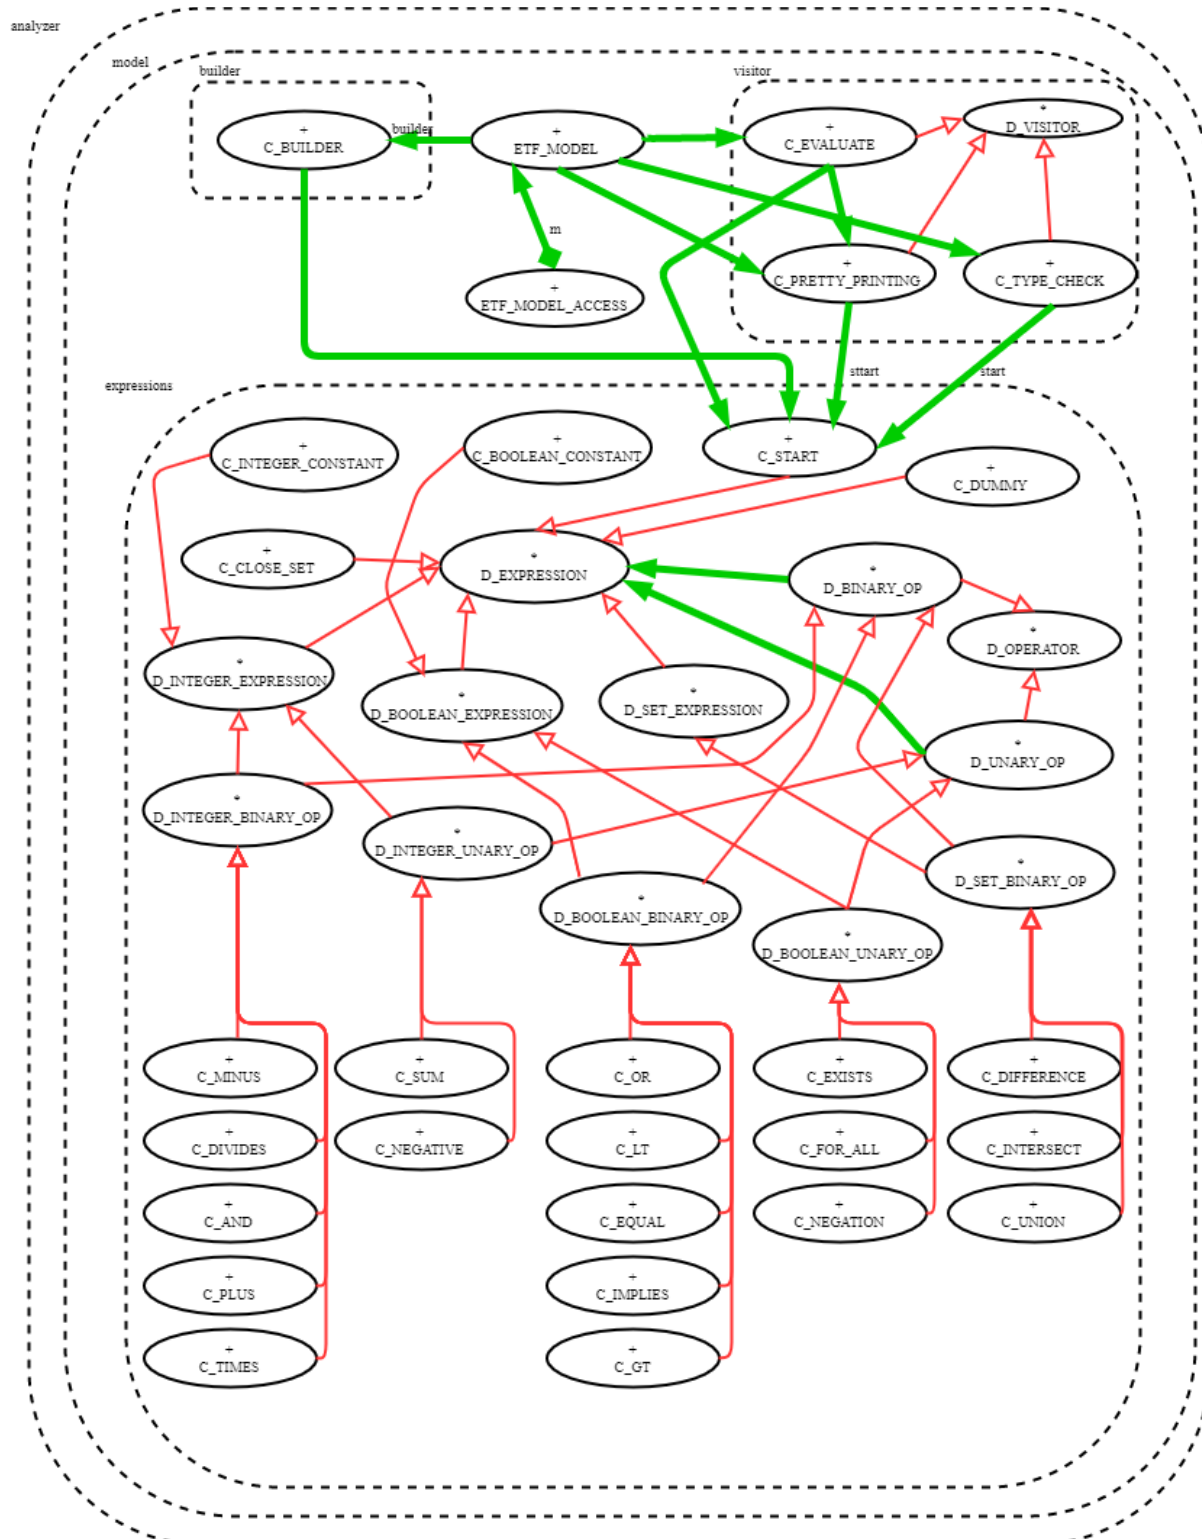 analyzer
model
builder
visitor
+
C_BUILDER
builder
+
ETF_MODEL
+
C_EVALUATE
*
D_VISITOR
m
+
ETF_MODEL_ACCESS
+
C_PRETTY_PRINTING
+
C_TYPE_CHECK
expressions
sttart
start
+
C_INTEGER_CONSTANT
+
C_BOOLEAN_CONSTANT
+
C_START
+
C_DUMMY
+
C_CLOSE_SET
*
D_EXPRESSION
*
D_BINARY_OP
*
D_OPERATOR
*
D_INTEGER_EXPRESSION
*
D_BOOLEAN_EXPRESSION
*
D_SET_EXPRESSION
*
D_UNARY_OP
*
D_INTEGER_BINARY_OP
*
D_INTEGER_UNARY_OP
*
D_BOOLEAN_BINARY_OP
*
D_BOOLEAN_UNARY_OP
*
D_SET_BINARY_OP
+
C_MINUS
+
C_SUM
+
C_OR
+
C_EXISTS
+
C_DIFFERENCE
+
C_DIVIDES
+
C_NEGATIVE
+
C_LT
+
C_FOR_ALL
+
C_INTERSECT
+
C_AND
+
C_EQUAL
+
C_NEGATION
+
C_UNION
+
C_PLUS
+
C_IMPLIES
+
C_TIMES
+
C_GT